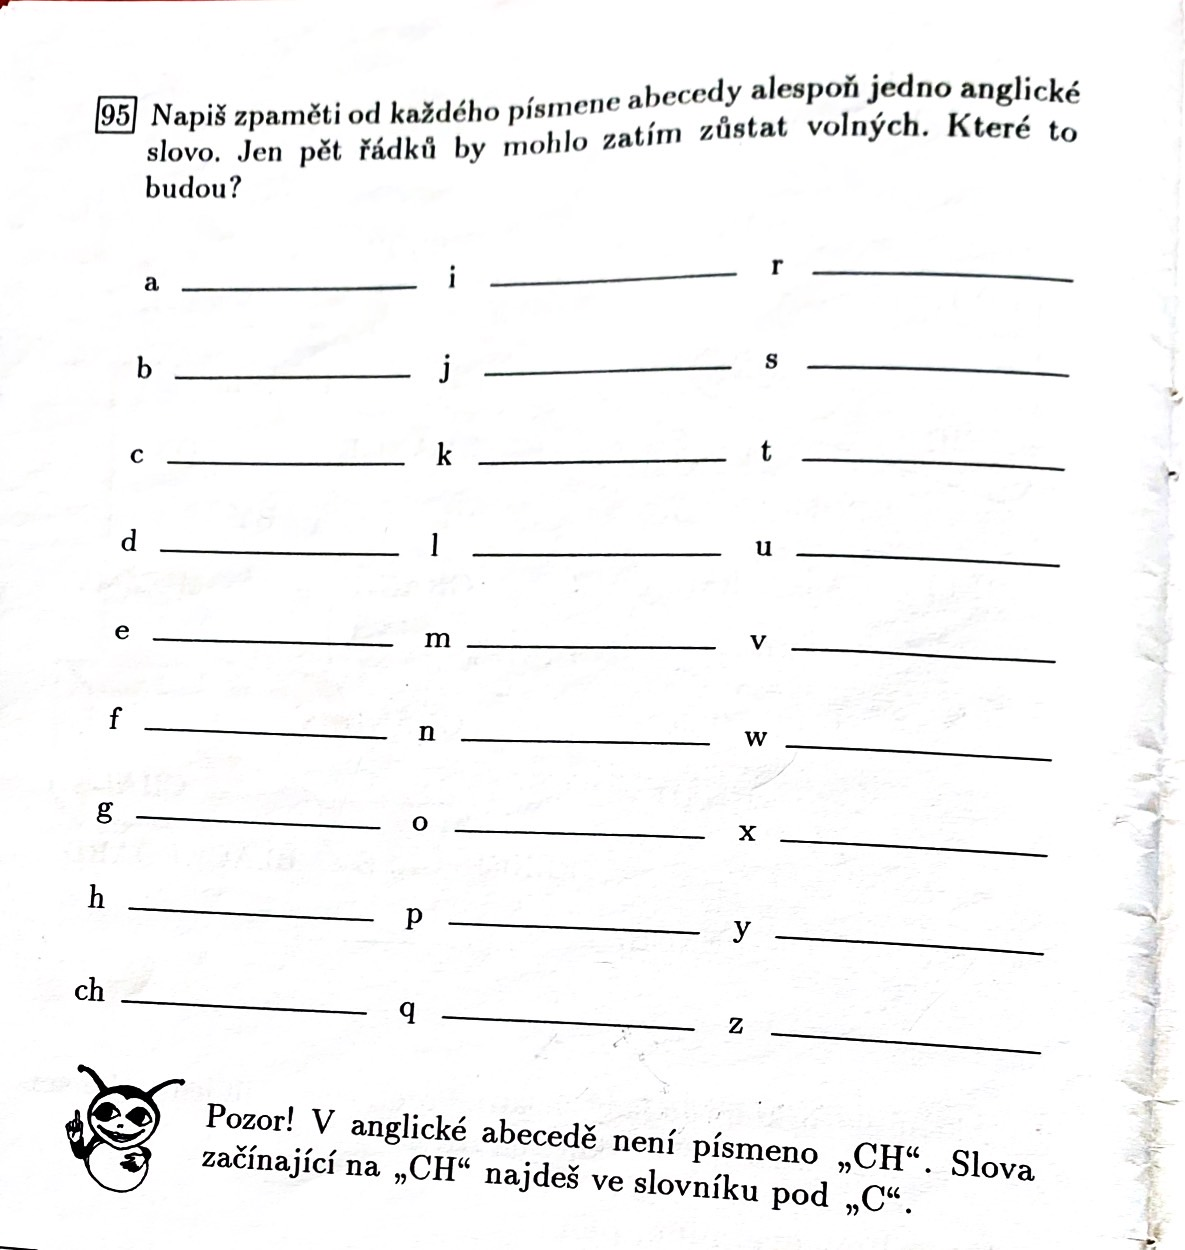 95 Napiš zpaměti od každého písmene abecedy alespoň jedno anglické
slovo. Jen pět řádků by mohlo zatím zůstat volných. Které to
budou?
a i r
b j s
c k t
d l u
e m v
f n w
g o x
h p y
ch q z
Pozor! V anglické abecedě není písmeno „CH“. Slova
začínající na „CH“ najdeš ve slovníku pod „C“.